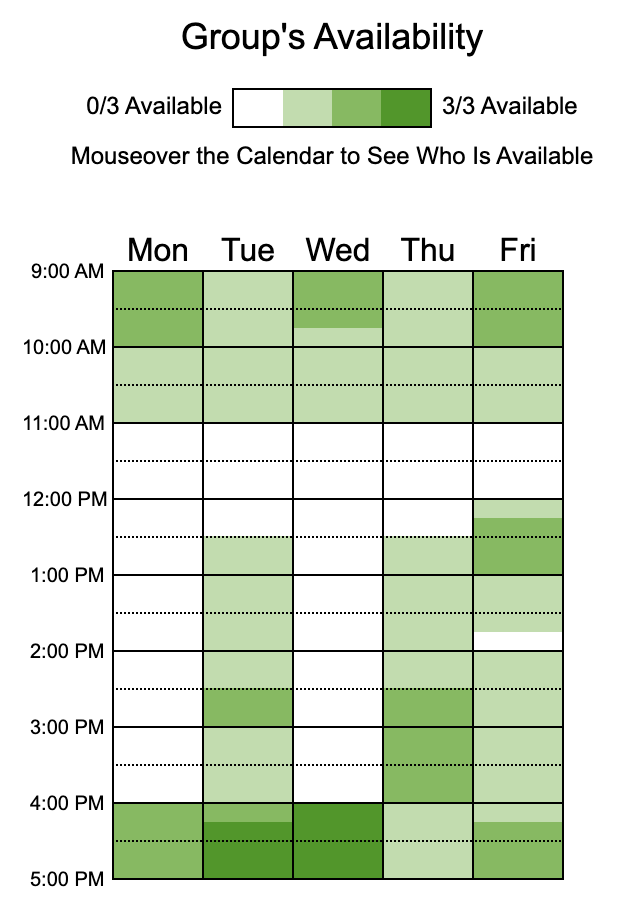 Group's Availability
0/3 Available 3/3 Available
Mouseover the Calendar to See Who Is Available
Mon Tue Wed Thu Fri
9:00 AM
10:00 AM
11:00 AM
12:00 PM
1:00 PM
2:00 PM
3:00 PM
4:00 PM
5:00 PM